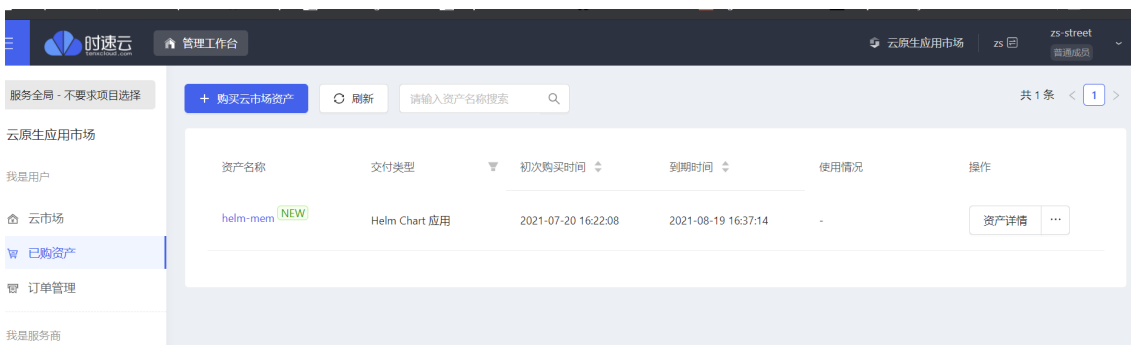 时速云
tenxcloud.com
管理工作台
云原生应用市场
zs
zs-street
普通成员
服务全局 - 不要求项目选择
云原生应用市场
我是用户
云市场
已购资产
订单管理
我是服务商
+ 购买云市场资产
刷新
请输入资产名称搜索
共 1 条 < 1 >
资产名称 交付类型 初次购买时间 到期时间 使用情况 操作
helm-mem NEW Helm Chart 应用 2021-07-20 16:22:08 2021-08-19 16:37:14 - 资产详情 ···